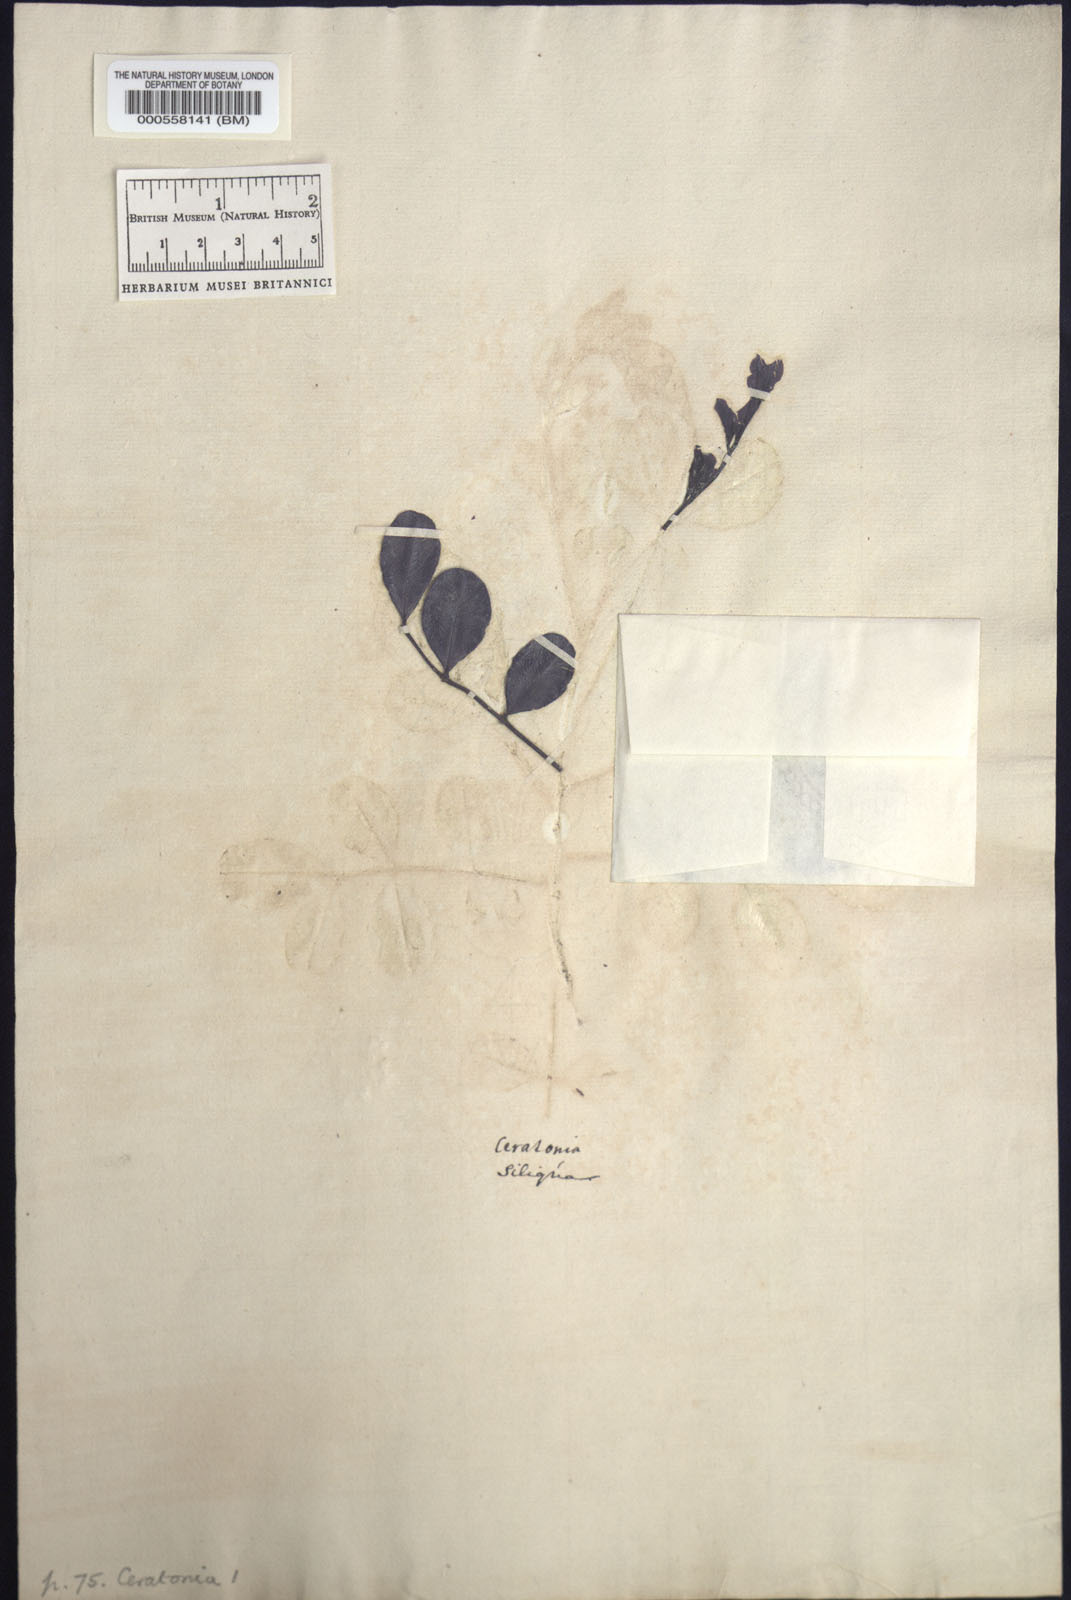 THE NATURAL HISTORY MUSEUM, LONDON
DEPARTMENT OF BOTANY
000558141 (BM)
1 2
BRITISH MUSEUM (NATURAL HISTORY)
1 2 3 4 5
HERBARIUM MUSEI BRITANNICI
Ceratonia
Siliqua
p. 75. Ceratonia 1